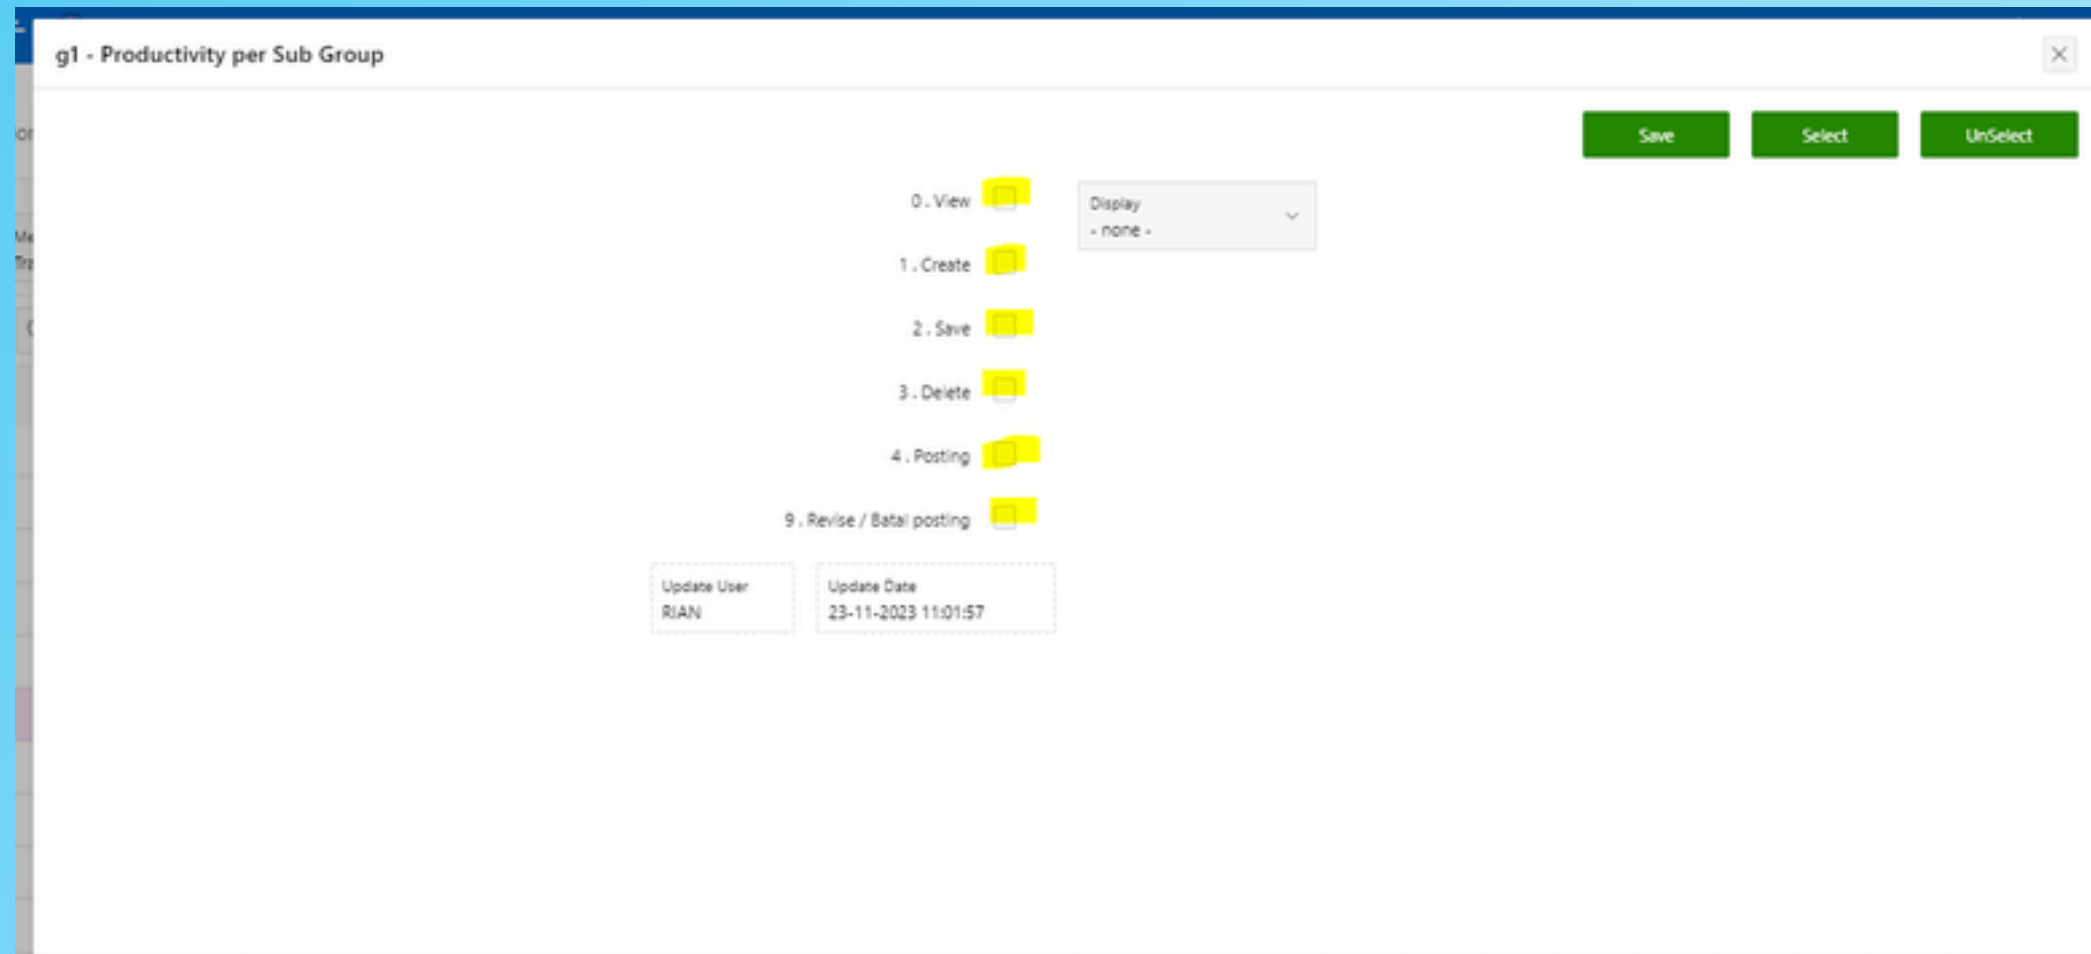 g1 - Productivity per Sub Group
Save Select UnSelect
0 . View
Display
- none -
1 . Create
2 . Save
3 . Delete
4 . Posting
9 . Revise / Batal posting
Update User
RIAN
Update Date
23-11-2023 11:01:57